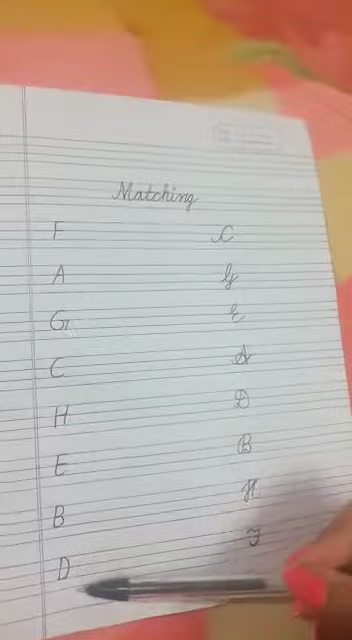 Matching
F C
A G
G E
C A
H D
E B
B H
D F